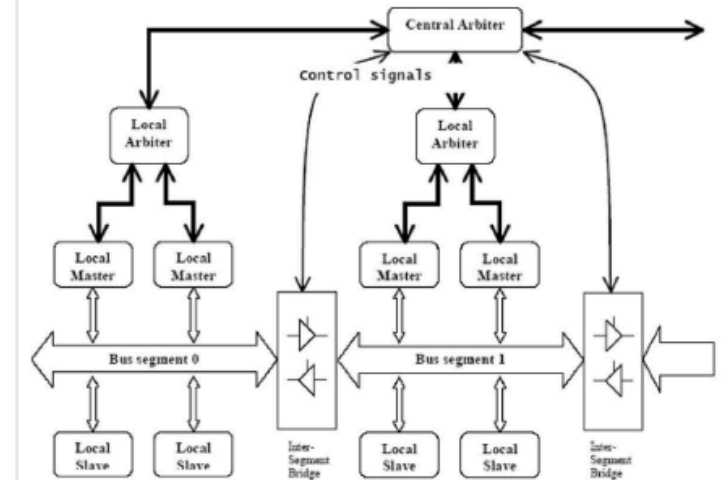 Central Arbiter
Control signals
Local
Arbiter
Local
Arbiter
Local
Master
Local
Master
Local
Master
Local
Master
Bus segment 0
Bus segment 1
Local
Slave
Local
Slave
Inter-
Segment
Bridge
Local
Slave
Local
Slave
Inter-
Segment
Bridge